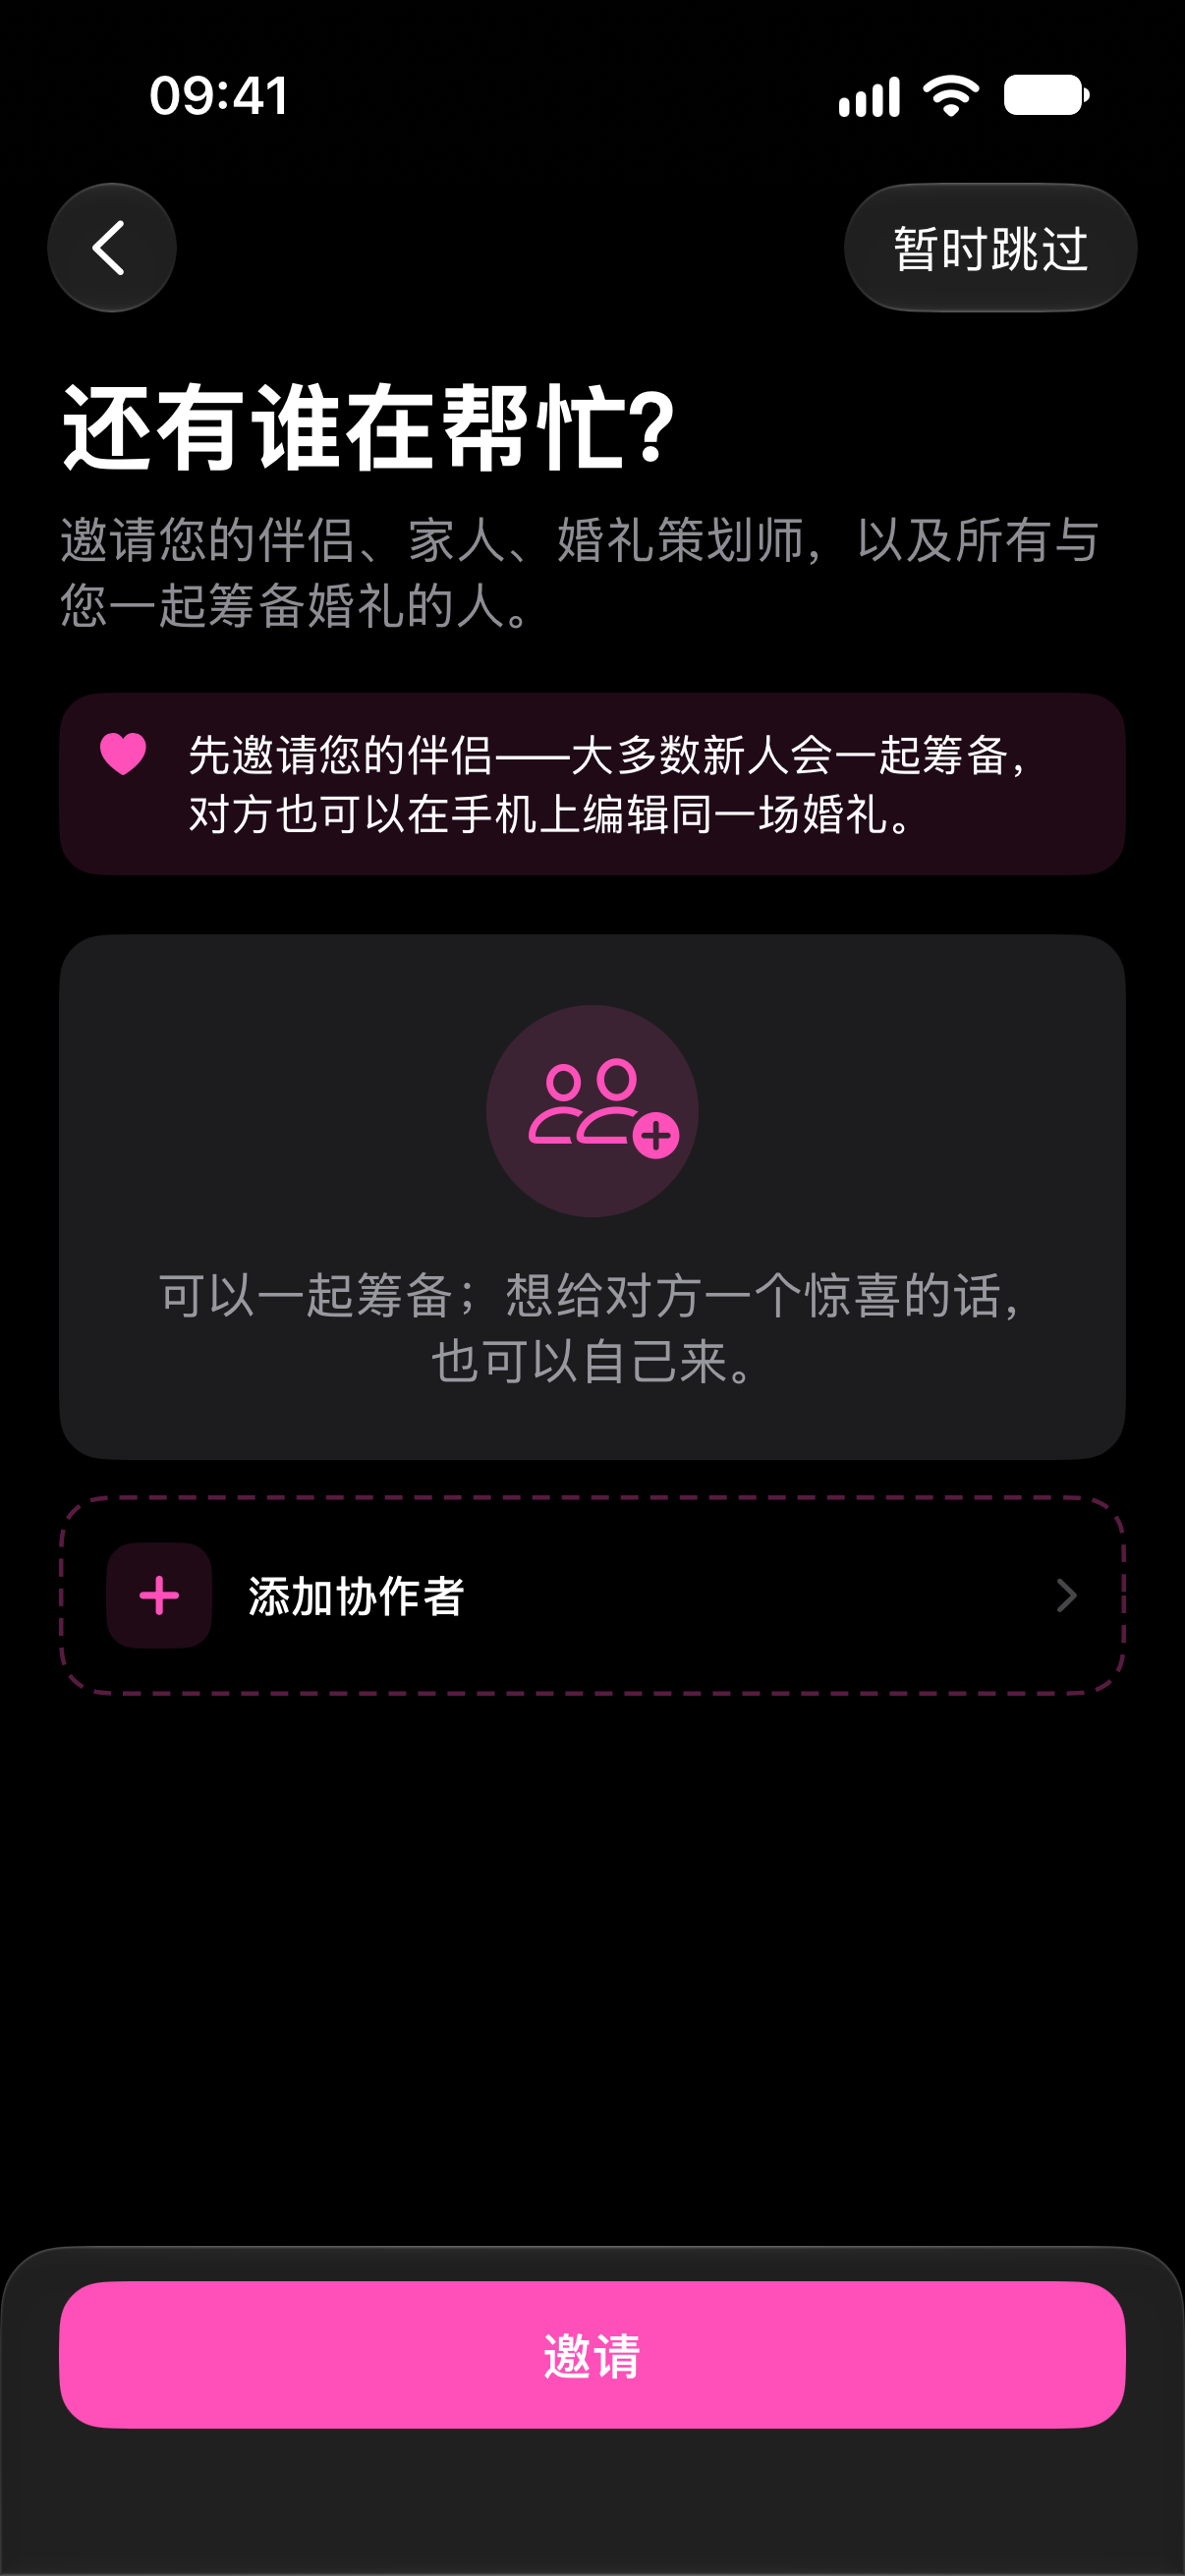 09:41
暂时跳过
还有谁在帮忙?
邀请您的伴侣、家人、婚礼策划师，以及所有与
您一起筹备婚礼的人。
先邀请您的伴侣——大多数新人会一起筹备，
对方也可以在手机上编辑同一场婚礼。
可以一起筹备；想给对方一个惊喜的话，
也可以自己来。
添加协作者
邀请